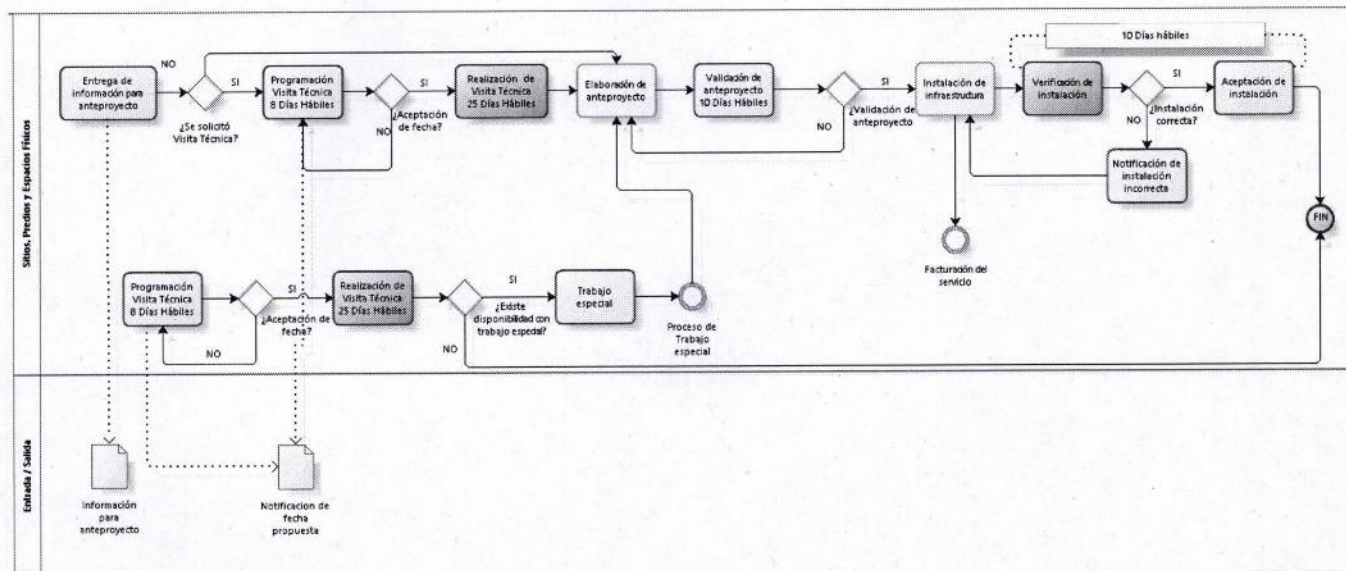 Sitios, Predios y Espacios Físicos
10 Días hábiles
Entrega de
información para
anteproyecto
NO
SI
¿Se solicitó
Visita Técnica?
Programación
Visita Técnica
8 Días Hábiles
SI
NO
¿Aceptación
de fecha?
Realización de
Visita Técnica
25 Días Hábiles
Elaboración de
anteproyecto
Validación de
anteproyecto
10 Días Hábiles
SI
NO
¿Validación de
anteproyecto
Instalación de
infraestructura
Verificación de
instalación
SI
NO
¿Instalación
correcta?
Aceptación de
instalación
Notificación de
instalación
incorrecta
FIN
Facturación del
servicio
Programación
Visita Técnica
8 Días Hábiles
SI
NO
¿Aceptación
de fecha?
Realización de
Visita Técnica
25 Días Hábiles
SI
NO
¿Existe
disponibilidad con
trabajo especial?
Trabajo
especial
Proceso de
Trabajo
especial
Entrada / Salida
Información
para
anteproyecto
Notificacion de
fecha
propuesta